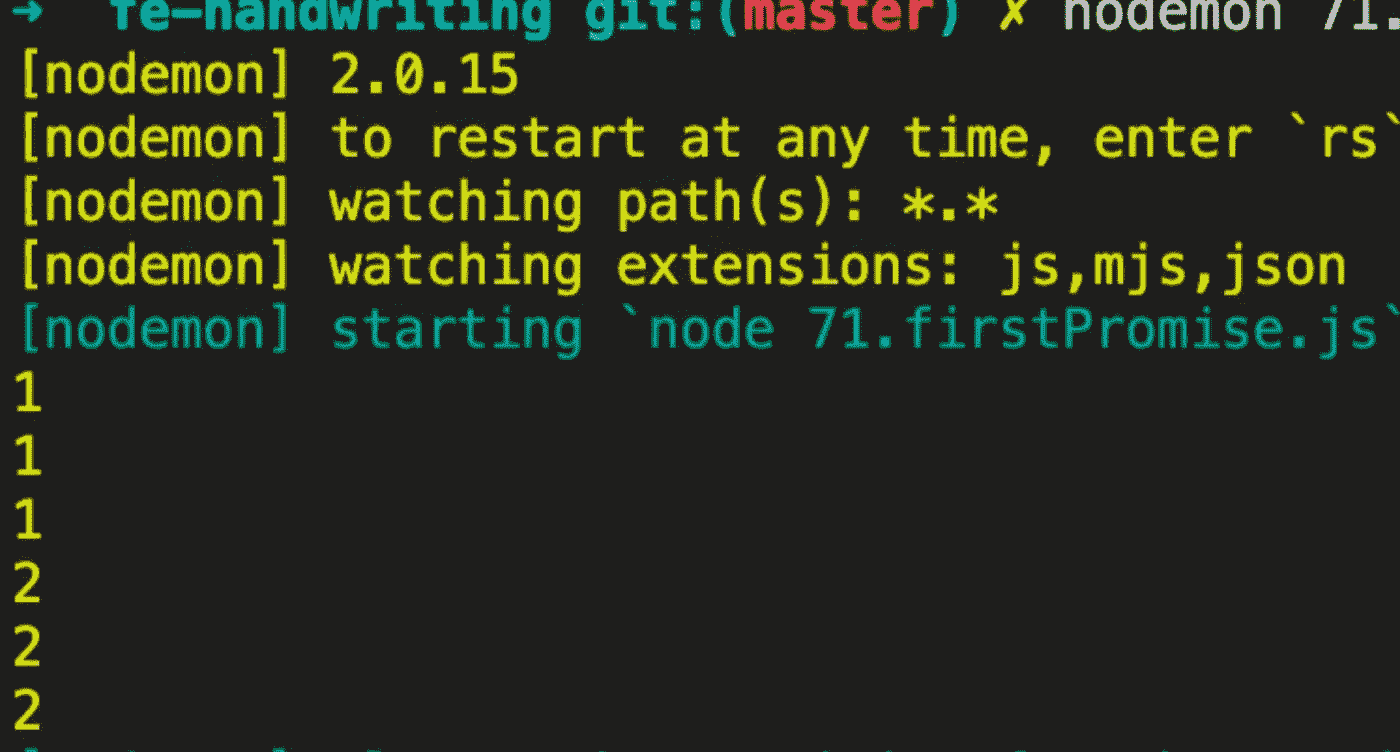 ➜ fe-handwriting git:(master) ✗ nodemon 71.
[nodemon] 2.0.15
[nodemon] to restart at any time, enter `rs`
[nodemon] watching path(s): *.*
[nodemon] watching extensions: js,mjs,json
[nodemon] starting `node 71.firstPromise.js`
1
1
1
2
2
2